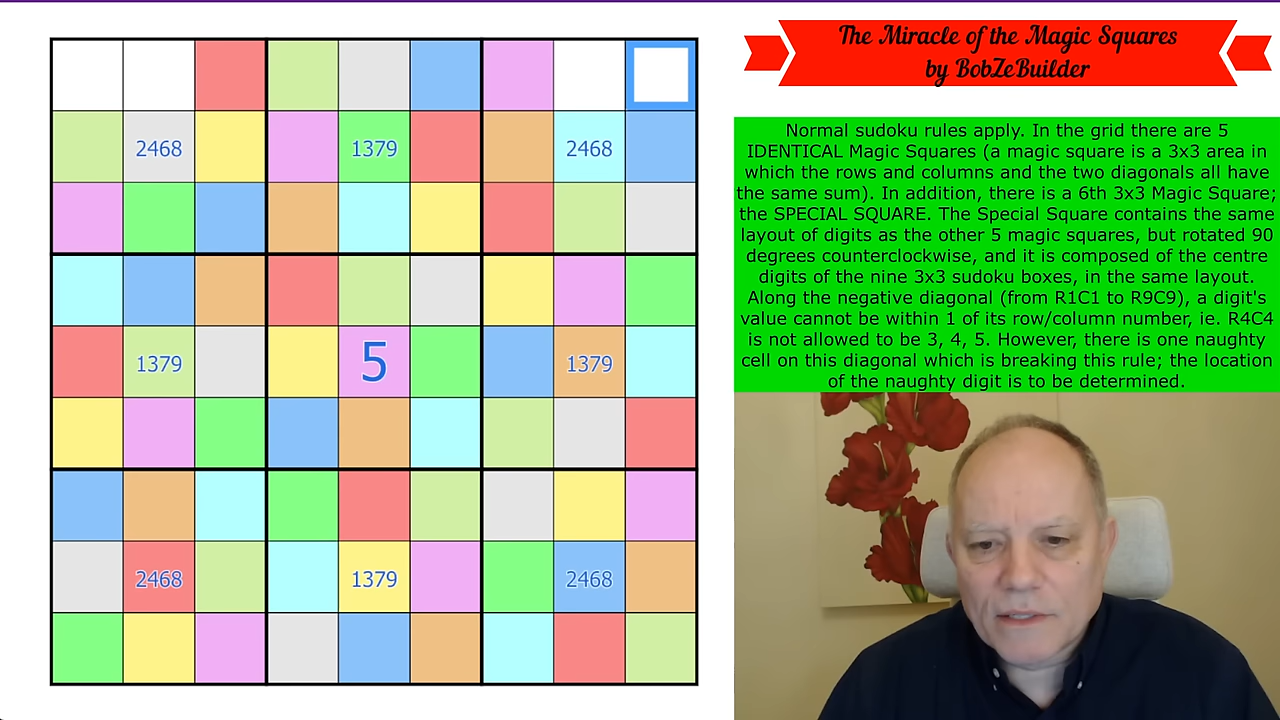 The Miracle of the Magic Squares
by BobZeBuilder
Normal sudoku rules apply. In the grid there are 5
IDENTICAL Magic Squares (a magic square is a 3x3 area in
which the rows and columns and the two diagonals all have
the same sum). In addition, there is a 6th 3x3 Magic Square;
the SPECIAL SQUARE. The Special Square contains the same
layout of digits as the other 5 magic squares, but rotated 90
degrees counterclockwise, and it is composed of the centre
digits of the nine 3x3 sudoku boxes, in the same layout.
Along the negative diagonal (from R1C1 to R9C9), a digit's
value cannot be within 1 of its row/column number, ie. R4C4
is not allowed to be 3, 4, 5. However, there is one naughty
cell on this diagonal which is breaking this rule; the location
of the naughty digit is to be determined.
2468 1379 2468
1379 5 1379
2468 1379 2468